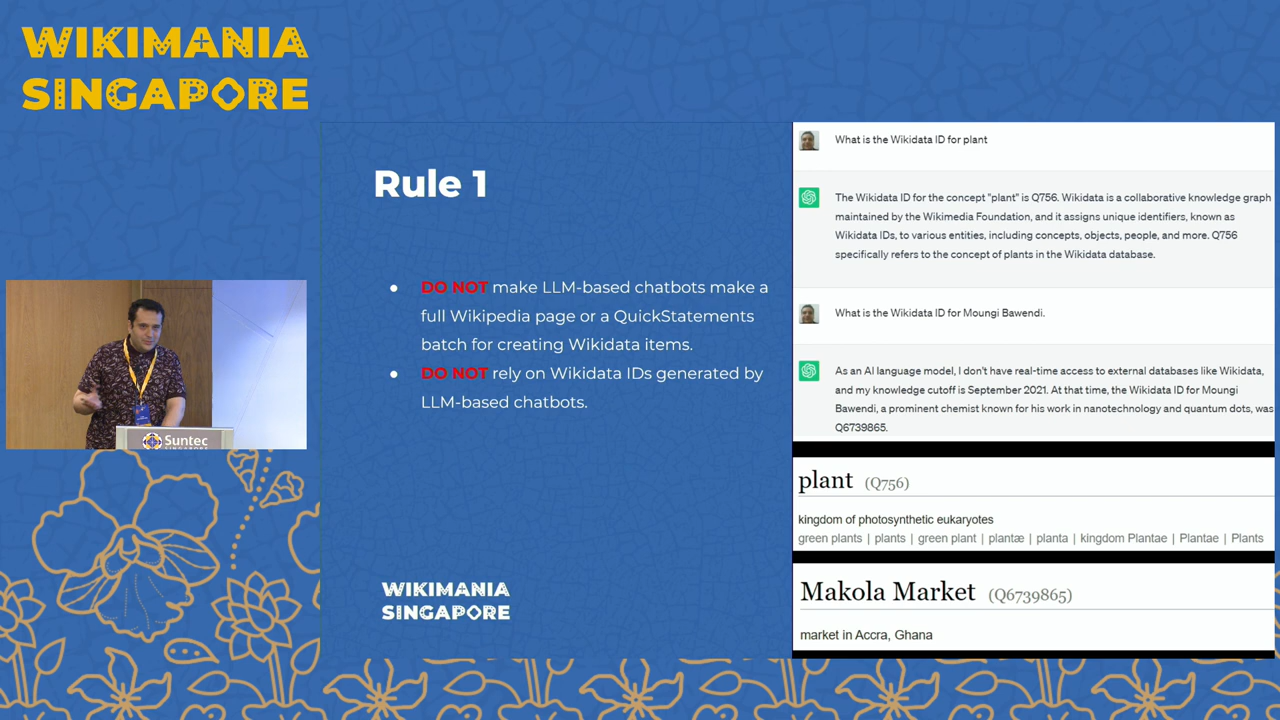 WIKIMANIA
SINGAPORE
Rule 1
● DO NOT make LLM-based chatbots make a
full Wikipedia page or a QuickStatements
batch for creating Wikidata items.
● DO NOT rely on Wikidata IDs generated by
LLM-based chatbots.
WIKIMANIA
SINGAPORE
What is the Wikidata ID for plant
The Wikidata ID for the concept "plant" is Q756. Wikidata is a collaborative knowledge graph
maintained by the Wikimedia Foundation, and it assigns unique identifiers, known as
Wikidata IDs, to various entities, including concepts, objects, people, and more. Q756
specifically refers to the concept of plants in the Wikidata database.
What is the Wikidata ID for Moungi Bawendi.
As an AI language model, I don't have real-time access to external databases like Wikidata,
and my knowledge cutoff is September 2021. At that time, the Wikidata ID for Moungi
Bawendi, a prominent chemist known for his work in nanotechnology and quantum dots, was
Q6739865.
plant (Q756)
kingdom of photosynthetic eukaryotes
green plants | plants | green plant | plantæ | planta | kingdom Plantae | Plantae | Plants
Makola Market (Q6739865)
market in Accra, Ghana
Suntec
SINGAPORE